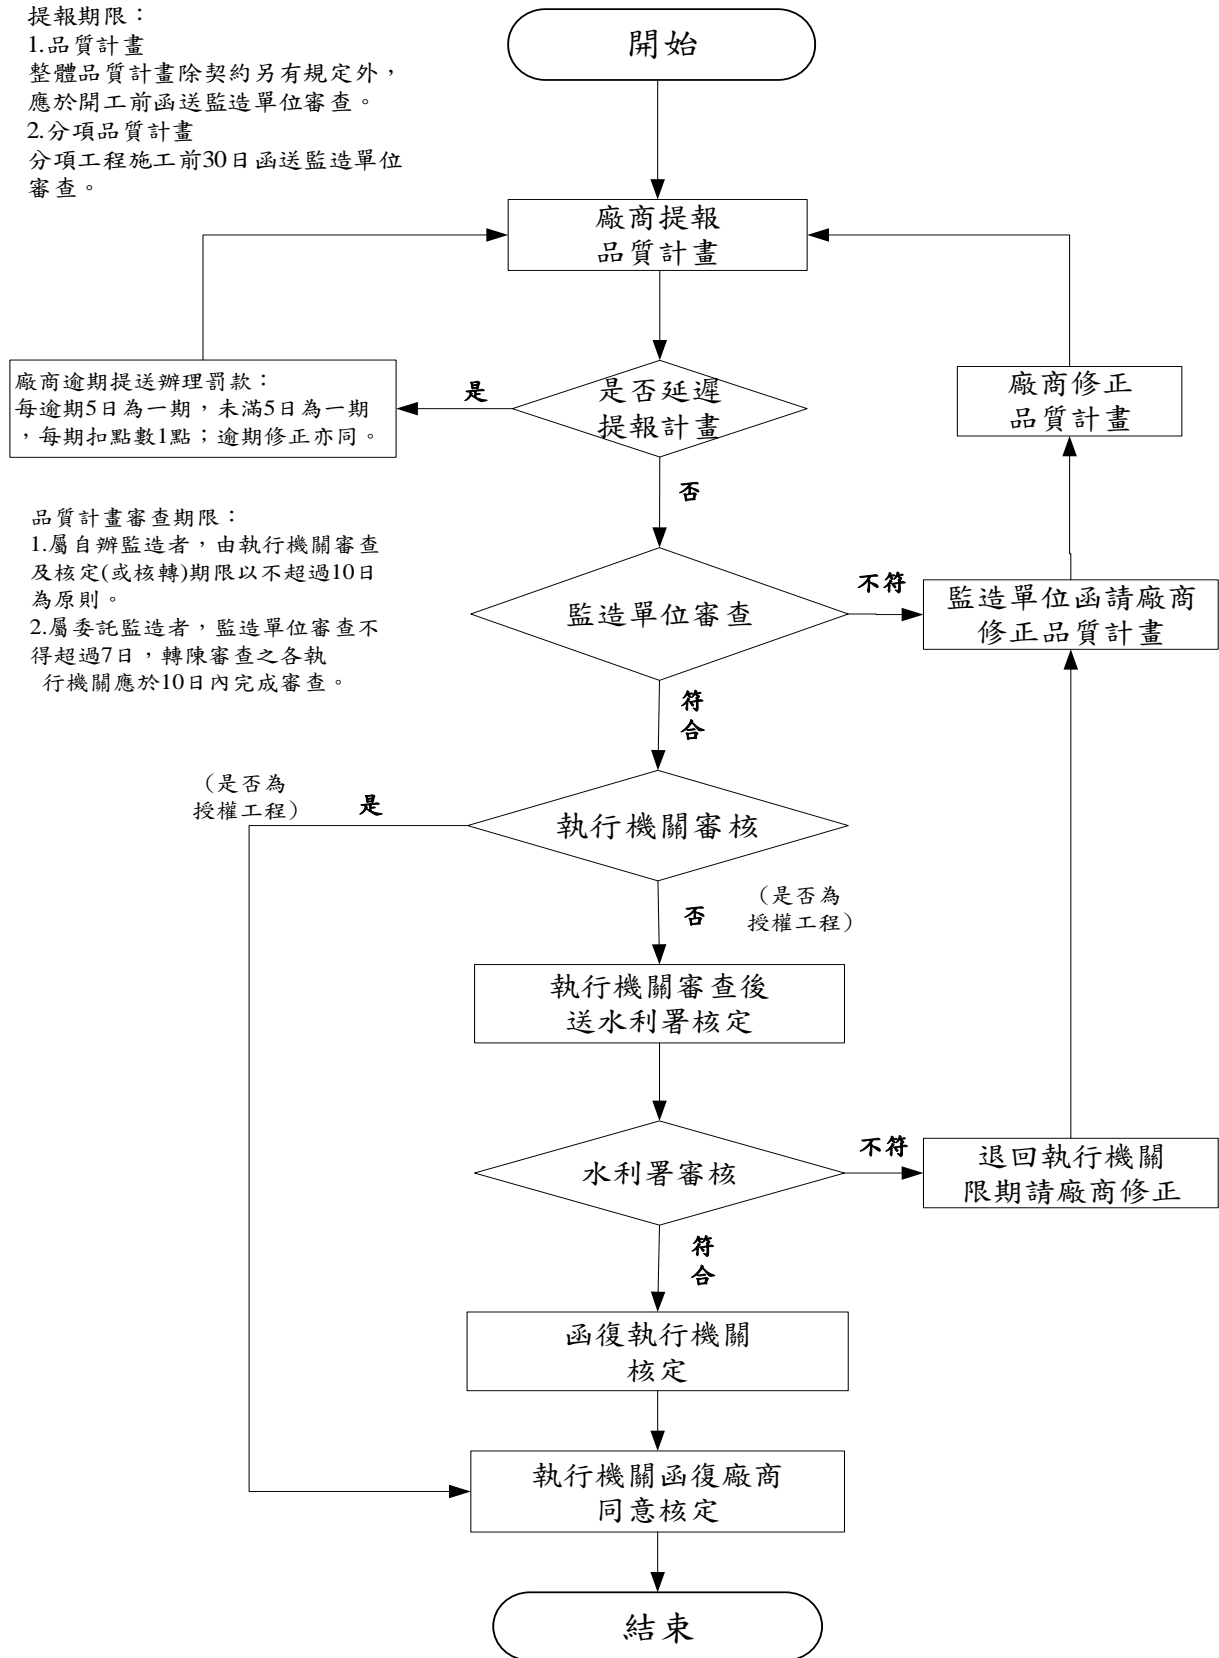 提報期限：
1.品質計畫
整體品質計畫除契約另有規定外，
應於開工前函送監造單位審查。
2.分項品質計畫
分項工程施工前30日函送監造單位
審查。
開始
廠商提報
品質計畫
廠商逾期提送辦理罰款：
每逾期5日為一期，未滿5日為一期
，每期扣點數1點；逾期修正亦同。
是
是否延遲
提報計畫
廠商修正
品質計畫
否
品質計畫審查期限：
1.屬自辦監造者，由執行機關審查
及核定(或核轉)期限以不超過10日
為原則。
2.屬委託監造者，監造單位審查不
得超過7日，轉陳審查之各執
行機關應於10日內完成審查。
監造單位審查
不符
監造單位函請廠商
修正品質計畫
符
合
（是否為
授權工程）
是
執行機關審核
否
（是否為
授權工程）
執行機關審查後
送水利署核定
水利署審核
不符
退回執行機關
限期請廠商修正
符
合
函復執行機關
核定
執行機關函復廠商
同意核定
結束